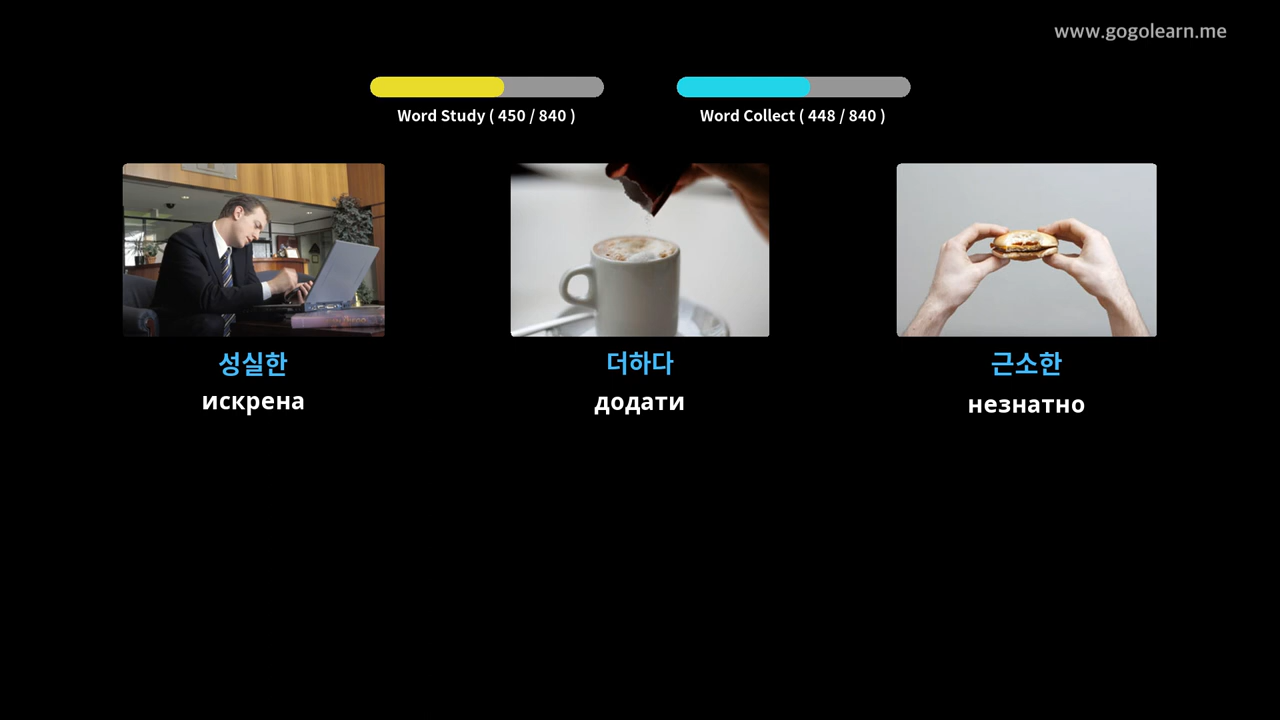 www.gogolearn.me
Word Study ( 450 / 840 )
Word Collect ( 448 / 840 )
성실한
더하다
근소한
искрена
додати
незнатно